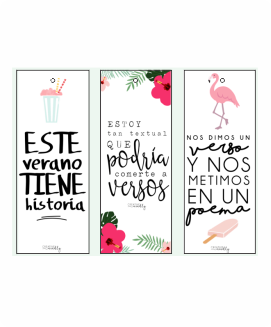 ESTE
verano
TIENE
historia
ESTOY
tan textual
QUE
podría
comerte a
versos
NOS DIMOS UN
verso
Y NOS
METIMOS
EN UN
poema